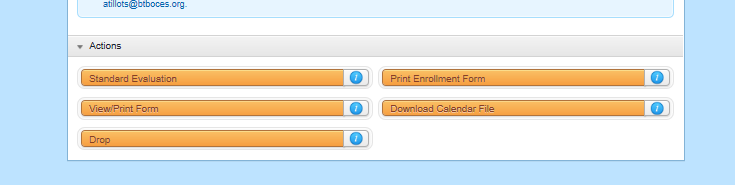 atillots@btboces.org.
Actions
Standard Evaluation
Print Enrollment Form
View/Print Form
Download Calendar File
Drop